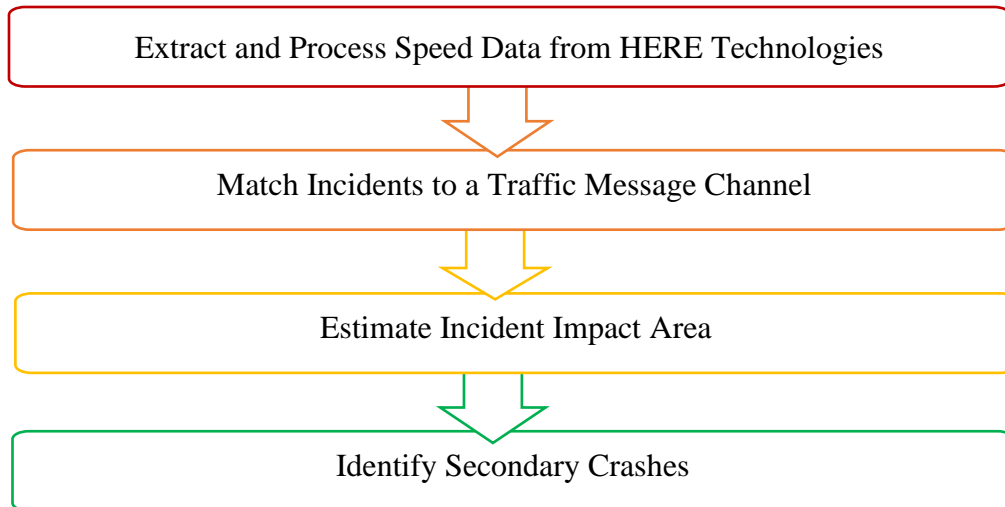 Extract and Process Speed Data from HERE Technologies
Match Incidents to a Traffic Message Channel
Estimate Incident Impact Area
Identify Secondary Crashes